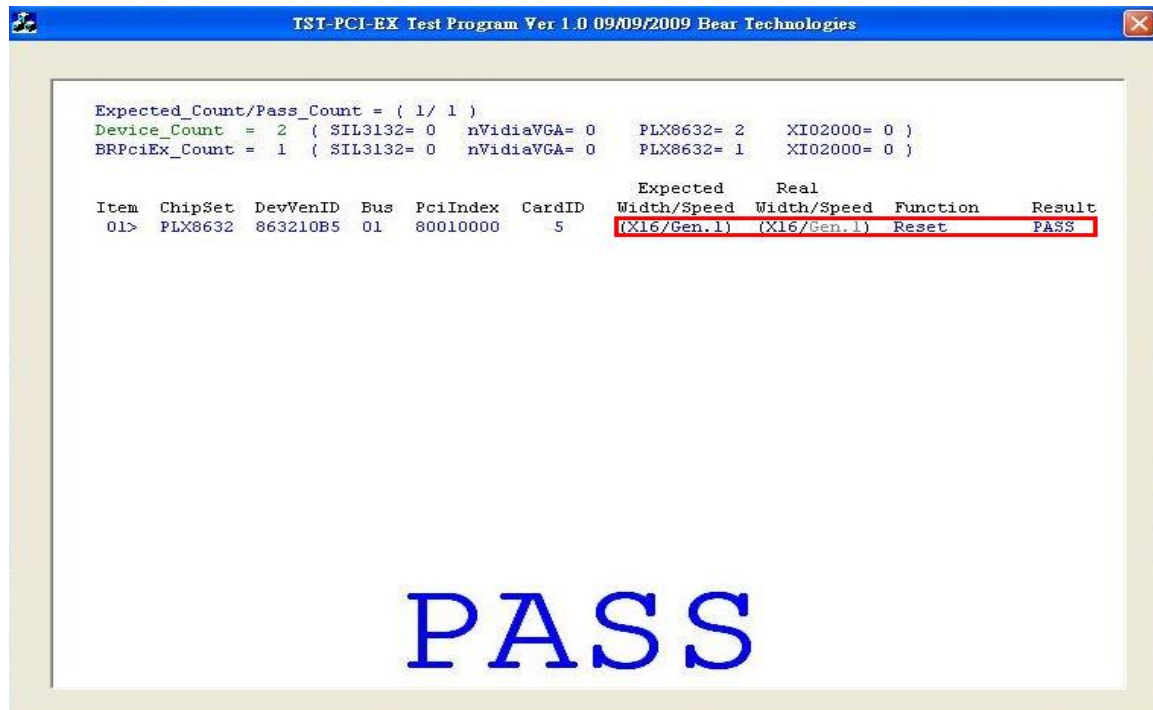 TST-PCI-EX Test Program Ver 1.0 09/09/2009 Bear Technologies
Expected_Count/Pass_Count = ( 1/ 1 )
Device_Count = 2 ( SIL3132= 0 nVidiaVGA= 0 PLX8632= 2 XI02000= 0 )
BRPciEx_Count = 1 ( SIL3132= 0 nVidiaVGA= 0 PLX8632= 1 XI02000= 0 )
Expected Real
Item ChipSet DevVenID Bus PciIndex CardID Width/Speed Width/Speed Function Result
01> PLX8632 863210B5 01 80010000 5 (X16/Gen.1) (X16/Gen.1) Reset PASS
PASS